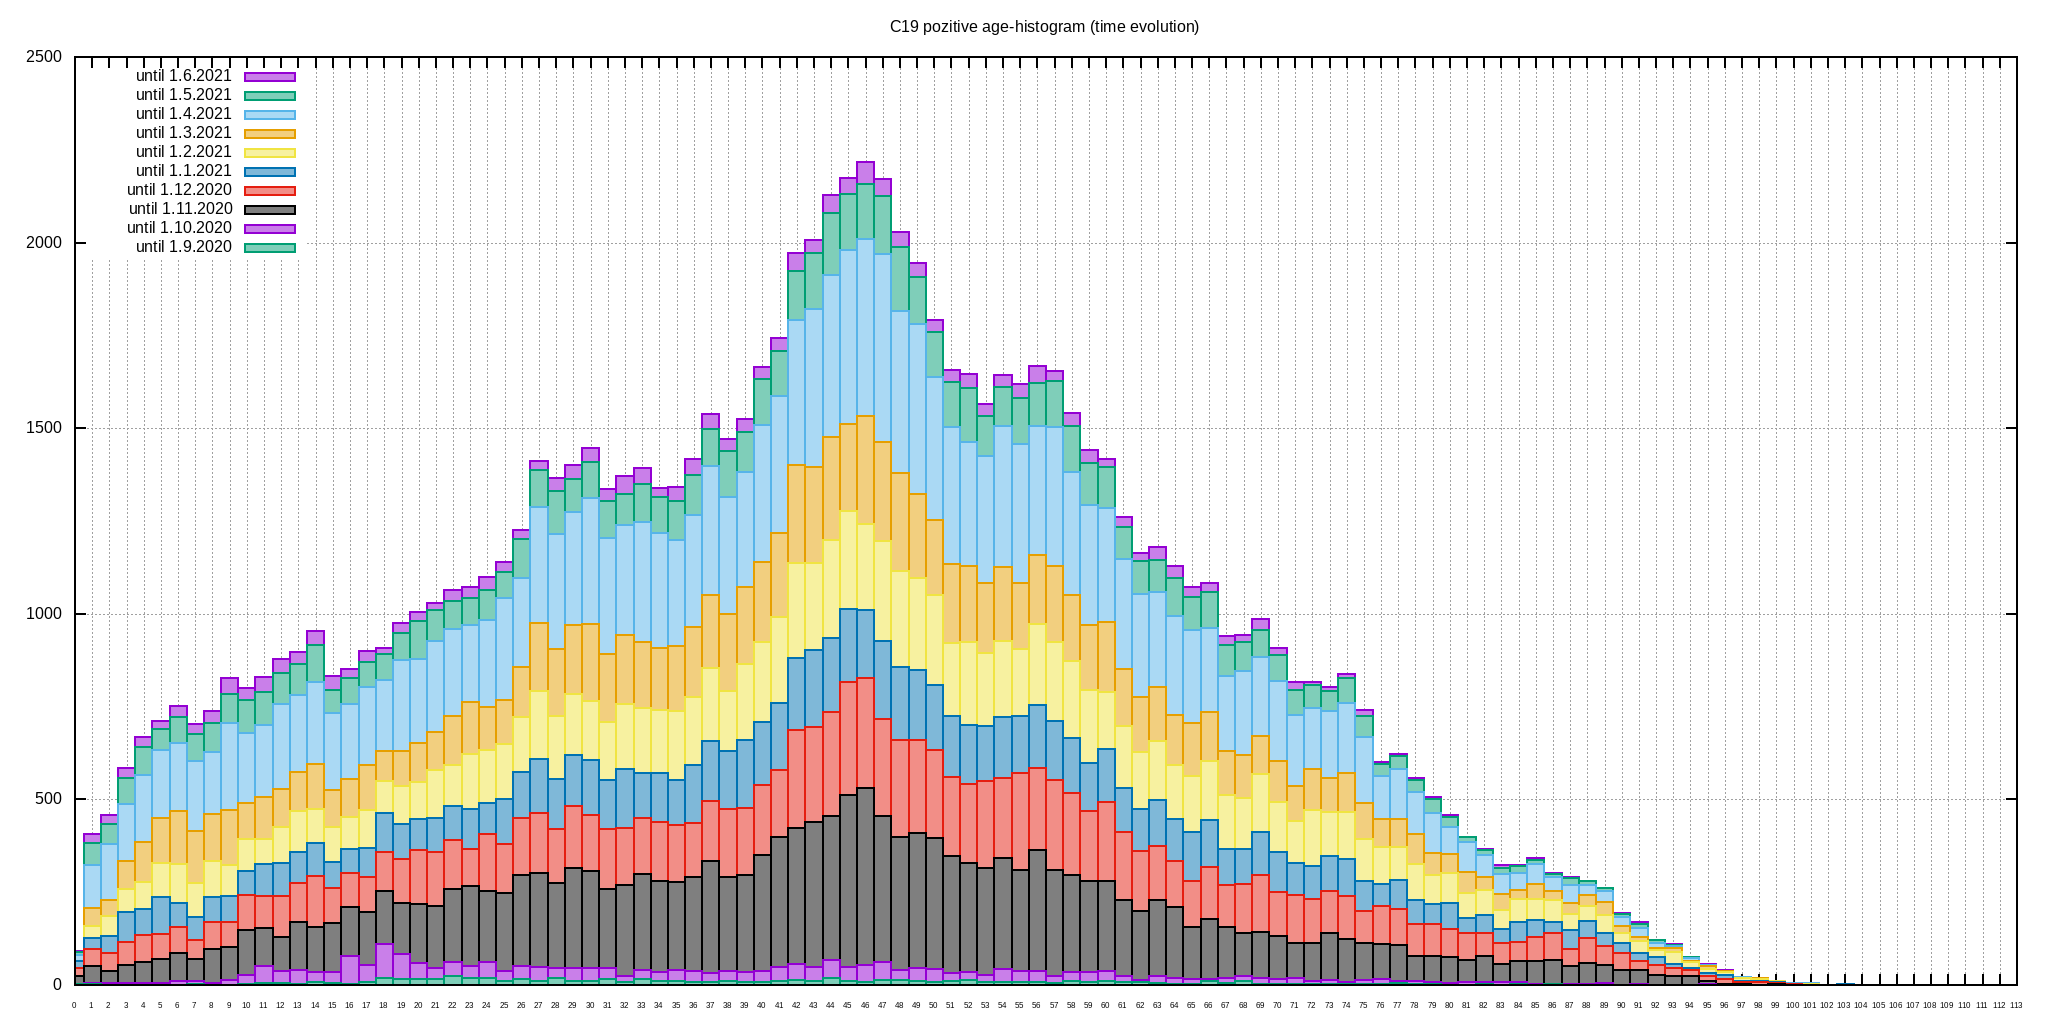 C19 pozitive age-histogram (time evolution)
2500
2000
1500
1000
500
0
until 1.6.2021
until 1.5.2021
until 1.4.2021
until 1.3.2021
until 1.2.2021
until 1.1.2021
until 1.12.2020
until 1.11.2020
until 1.10.2020
until 1.9.2020
0 1 2 3 4 5 6 7 8 9 10 11 12 13 14 15 16 17 18 19 20 21 22 23 24 25 26 27 28 29 30 31 32 33 34 35 36 37 38 39 40 41 42 43 44 45 46 47 48 49 50 51 52 53 54 55 56 57 58 59 60 61 62 63 64 65 66 67 68 69 70 71 72 73 74 75 76 77 78 79 80 81 82 83 84 85 86 87 88 89 90 91 92 93 94 95 96 97 98 99 100 101 102 103 104 105 106 107 108 109 110 111 112 113